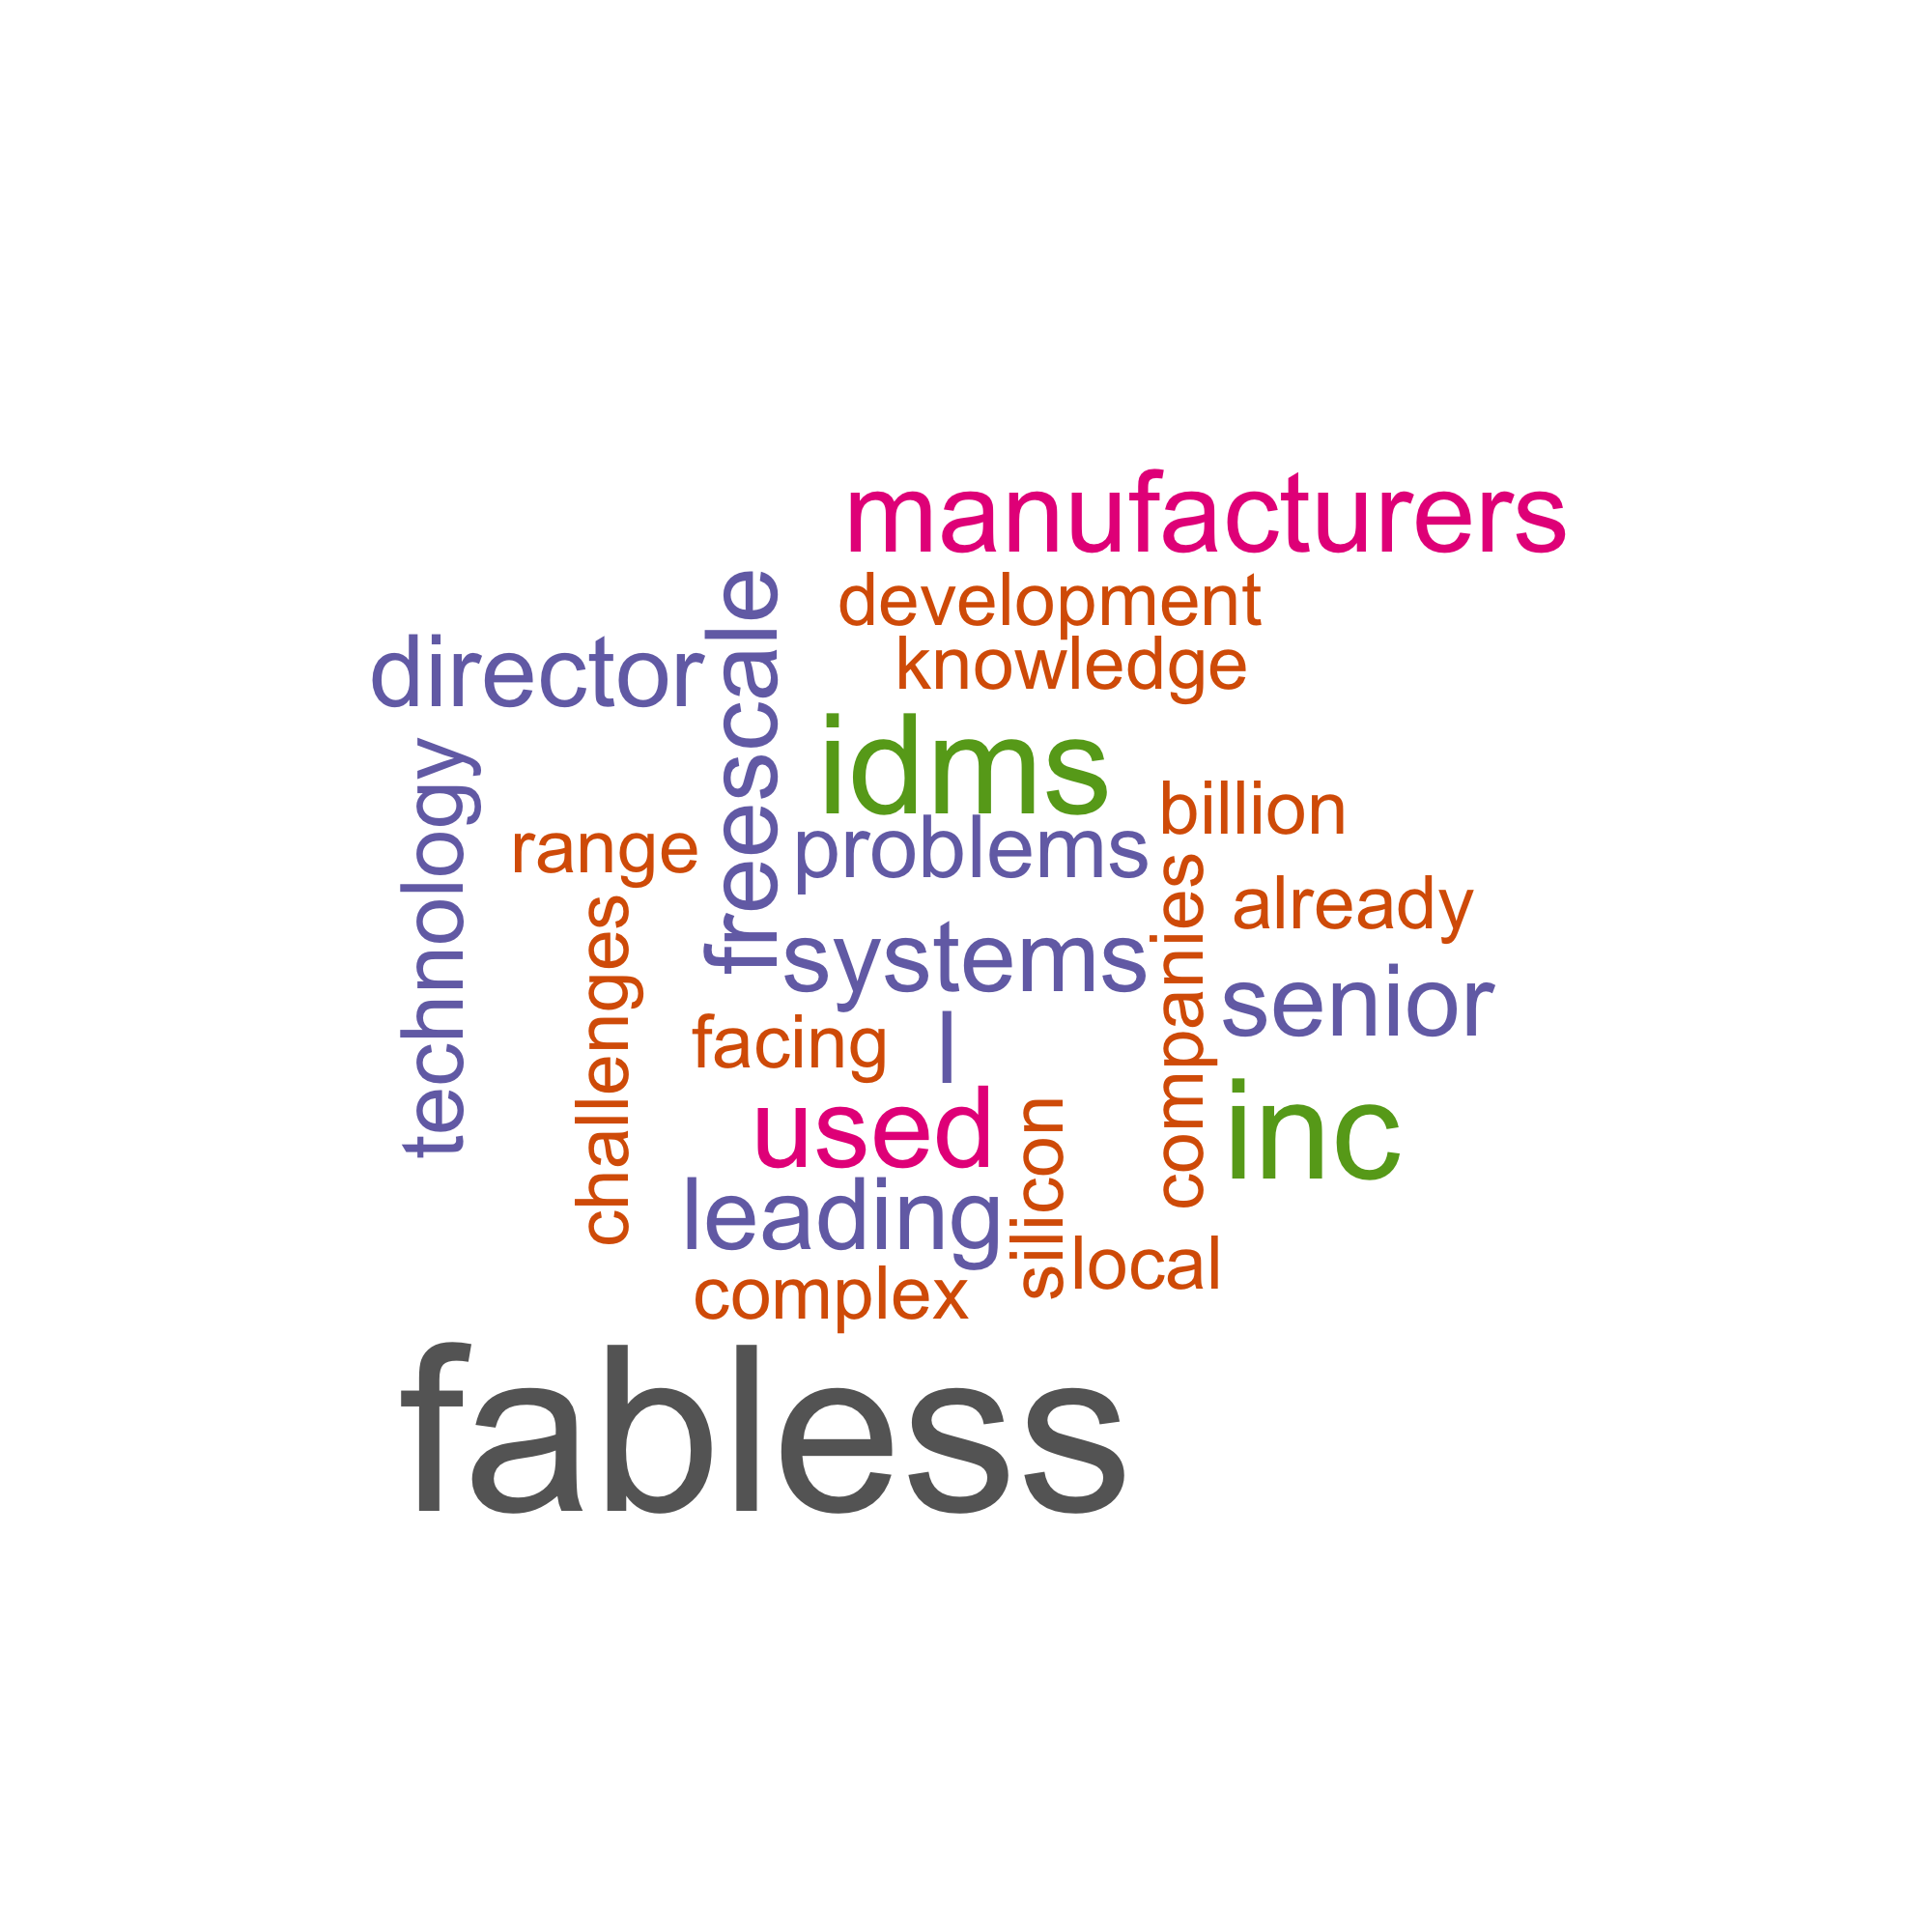 manufacturers
development
freescale
director
knowledge
idms
technology
billion
range
problems
companies
already
challenges
systems
senior
facing
l
used
inc
silicon
leading
local
complex
fabless